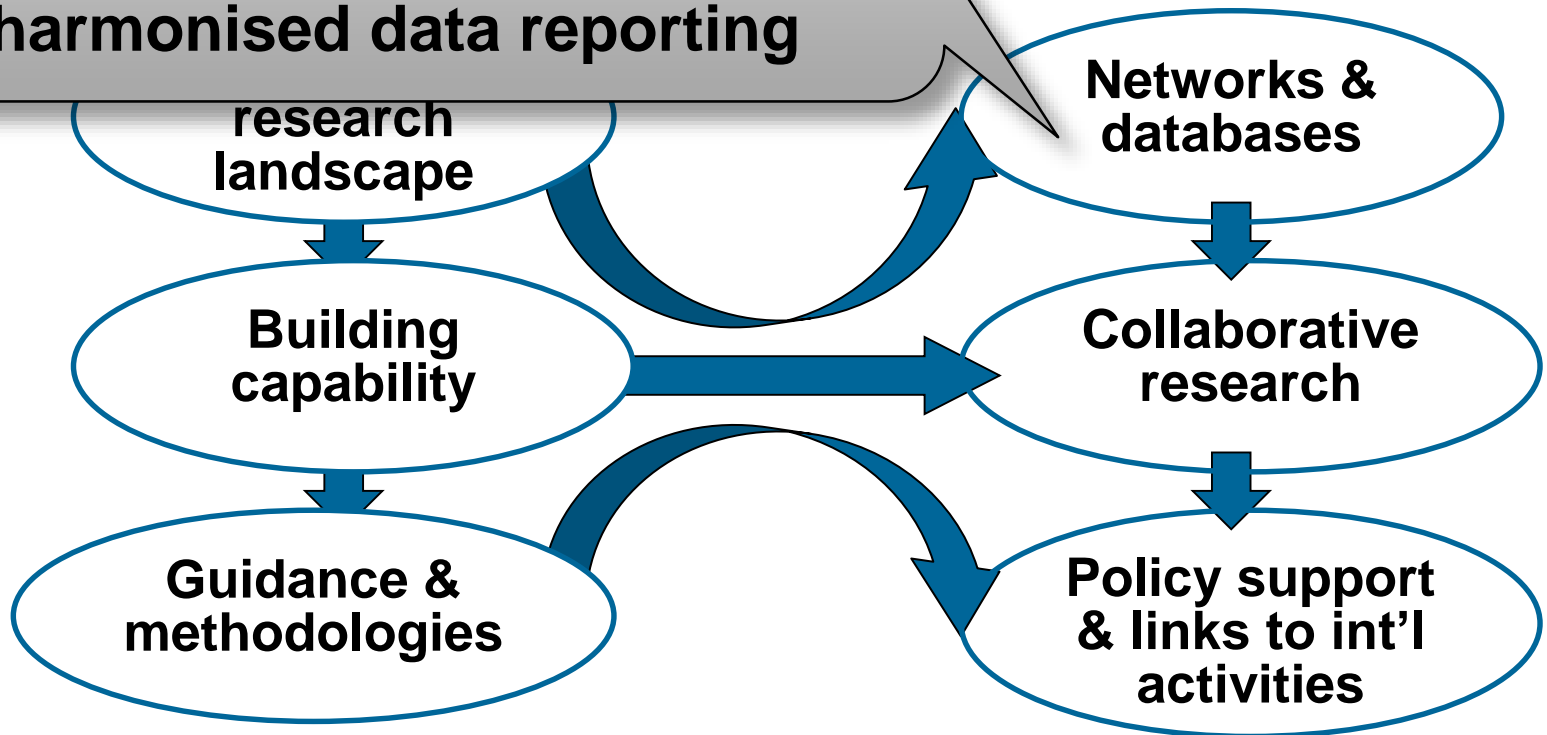 harmonised data reporting
research
landscape
Networks &
databases
Building
capability
Collaborative
research
Guidance &
methodologies
Policy support
& links to int'l
activities